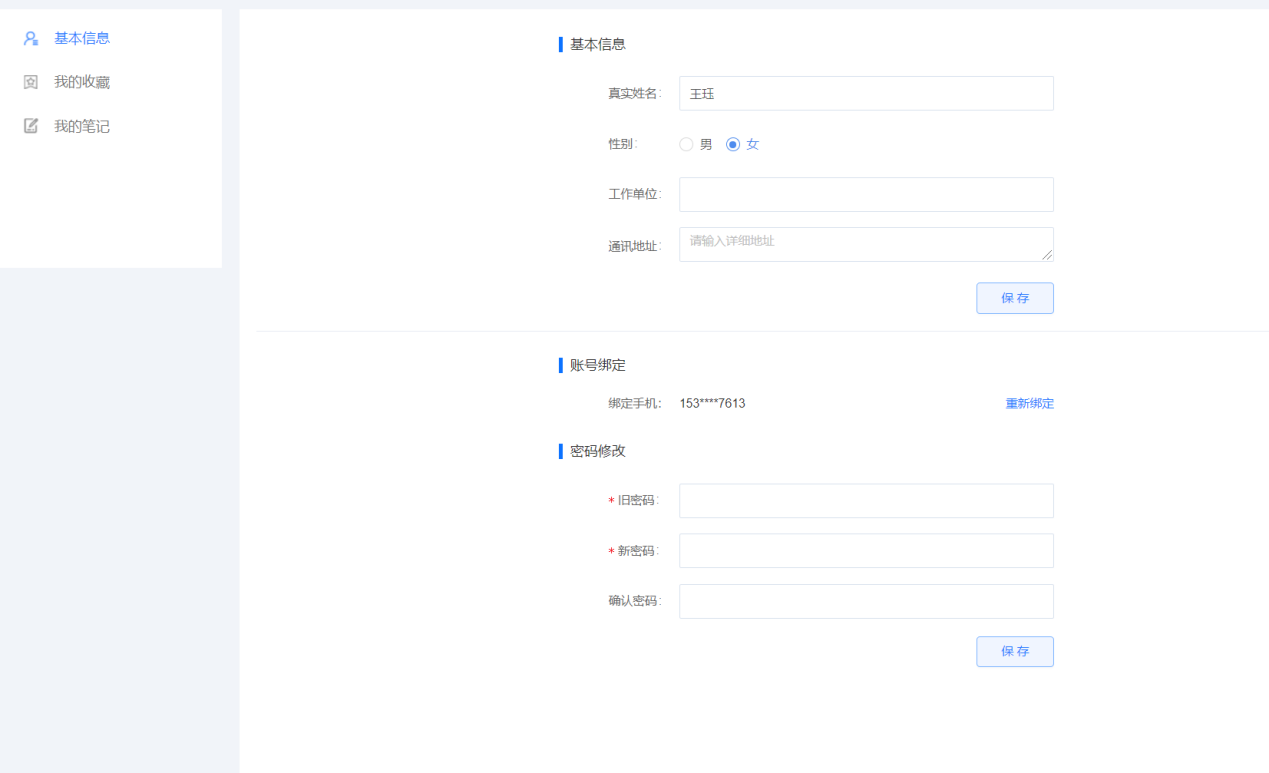 基本信息
我的收藏
我的笔记
基本信息
真实姓名: 王珏
性别: 男 女
工作单位:
通讯地址: 请输入详细地址
保 存
账号绑定
绑定手机: 153****7613 重新绑定
密码修改
* 旧密码:
* 新密码:
确认密码:
保 存